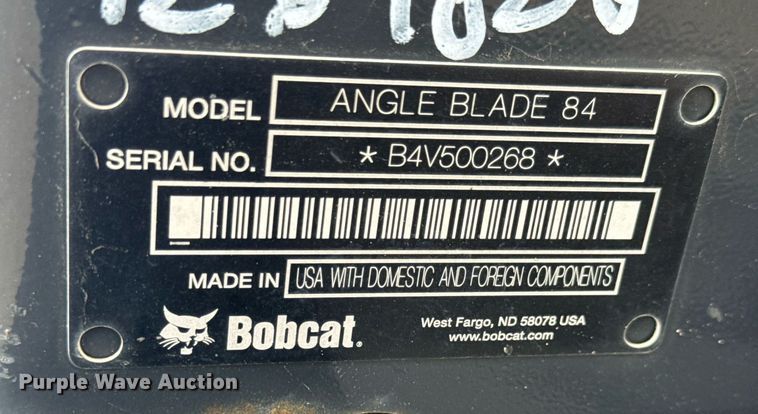 MODEL ANGLE BLADE 84
SERIAL NO. * B4V500268 *
MADE IN USA WITH DOMESTIC AND FOREIGN COMPONENTS
Bobcat.
West Fargo, ND 58078 USA
www.bobcat.com
Purple Wave Auction